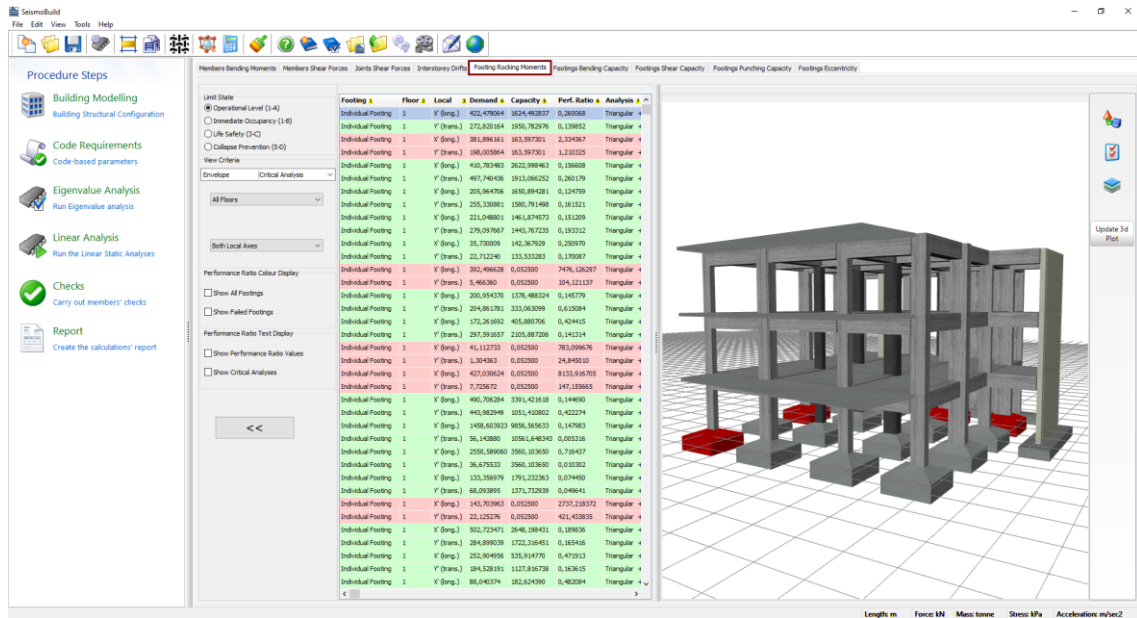 SeismoBuild
File Edit View Tools Help
Procedure Steps
Building Modelling
Building Structural Configuration
Code Requirements
Code-based parameters
Eigenvalue Analysis
Run Eigenvalue analysis
Linear Analysis
Run the Linear Static Analyses
Checks
Carry out members' checks
Report
Create the calculations' report
Members Bending Moments Members Shear Forces Joints Shear Forces Interstorey Drifts Footing Rocking Moments Footings Bending Capacity Footings Shear Capacity Footings Punching Capacity Footings Eccentricity
Limit State
Operational Level (1-A)
Immediate Occupancy (1-B)
Life Safety (3-C)
Collapse Prevention (5-D)
View Criteria
Envelope Critical Analysis
All Floors
Both Local Axes
Performance Ratio Colour Display
Show All Footings
Show Failed Footings
Performance Ratio Text Display
Show Performance Ratio Values
Show Critical Analyses
<<
Footing 1 Floor 2 Local 3 Demand 4 Capacity 5 Perf. Ratio 6 Analysis 7
Individual Footing 1 X' (long.) 422,479064 1624,492837 0,260068 Triangular +
Individual Footing 1 Y' (trans.) 272,820164 1950,782976 0,139852 Triangular +
Individual Footing 1 X' (long.) 381,896161 163,597301 2,334367 Triangular +
Individual Footing 1 Y' (trans.) 198,005864 163,597301 1,210325 Triangular +
Individual Footing 1 X' (long.) 410,783483 2622,998463 0,156608 Triangular +
Individual Footing 1 Y' (trans.) 497,740436 1913,066252 0,260179 Triangular +
Individual Footing 1 X' (long.) 205,964706 1650,894281 0,124759 Triangular +
Individual Footing 1 Y' (trans.) 255,330881 1580,791498 0,161521 Triangular +
Individual Footing 1 X' (long.) 221,048801 1461,874573 0,151209 Triangular +
Individual Footing 1 Y' (trans.) 279,097667 1443,767235 0,193312 Triangular +
Individual Footing 1 X' (long.) 35,730009 142,367929 0,250970 Triangular +
Individual Footing 1 Y' (trans.) 22,712240 133,533283 0,170087 Triangular +
Individual Footing 1 X' (long.) 392,496628 0,052500 7476,126297 Triangular +
Individual Footing 1 Y' (trans.) 5,466360 0,052500 104,121137 Triangular +
Individual Footing 1 X' (long.) 200,954370 1378,488324 0,145779 Triangular +
Individual Footing 1 Y' (trans.) 204,861781 333,063099 0,615084 Triangular +
Individual Footing 1 X' (long.) 172,261692 405,880706 0,424415 Triangular +
Individual Footing 1 Y' (trans.) 297,591657 2105,887206 0,141314 Triangular +
Individual Footing 1 X' (long.) 41,112733 0,052500 783,099676 Triangular +
Individual Footing 1 Y' (trans.) 1,304363 0,052500 24,845010 Triangular +
Individual Footing 1 X' (long.) 427,030624 0,052500 8133,916705 Triangular +
Individual Footing 1 Y' (trans.) 7,725672 0,052500 147,155665 Triangular +
Individual Footing 1 X' (long.) 490,706284 3391,421618 0,144690 Triangular +
Individual Footing 1 Y' (trans.) 443,982949 1051,410802 0,422274 Triangular +
Individual Footing 1 X' (long.) 1458,603923 9856,565633 0,147983 Triangular +
Individual Footing 1 Y' (trans.) 56,143880 10561,648343 0,005316 Triangular +
Individual Footing 1 X' (long.) 2550,589060 3560,103650 0,716437 Triangular +
Individual Footing 1 Y' (trans.) 36,675533 3560,103650 0,010302 Triangular +
Individual Footing 1 X' (long.) 133,356979 1791,232363 0,074450 Triangular +
Individual Footing 1 Y' (trans.) 68,093895 1371,732939 0,049641 Triangular +
Individual Footing 1 X' (long.) 143,703963 0,052500 2737,218372 Triangular +
Individual Footing 1 Y' (trans.) 22,125276 0,052500 421,433835 Triangular +
Individual Footing 1 X' (long.) 502,723471 2648,198431 0,189836 Triangular +
Individual Footing 1 Y' (trans.) 284,899039 1722,316451 0,165416 Triangular +
Individual Footing 1 X' (long.) 252,904956 535,914770 0,471913 Triangular +
Individual Footing 1 Y' (trans.) 184,528191 1127,816738 0,163615 Triangular +
Individual Footing 1 X' (long.) 88,040374 182,624390 0,482084 Triangular +
Update 3d
Plot
Length: m Force: kN Mass: tonne Stress: kPa Acceleration: m/sec2